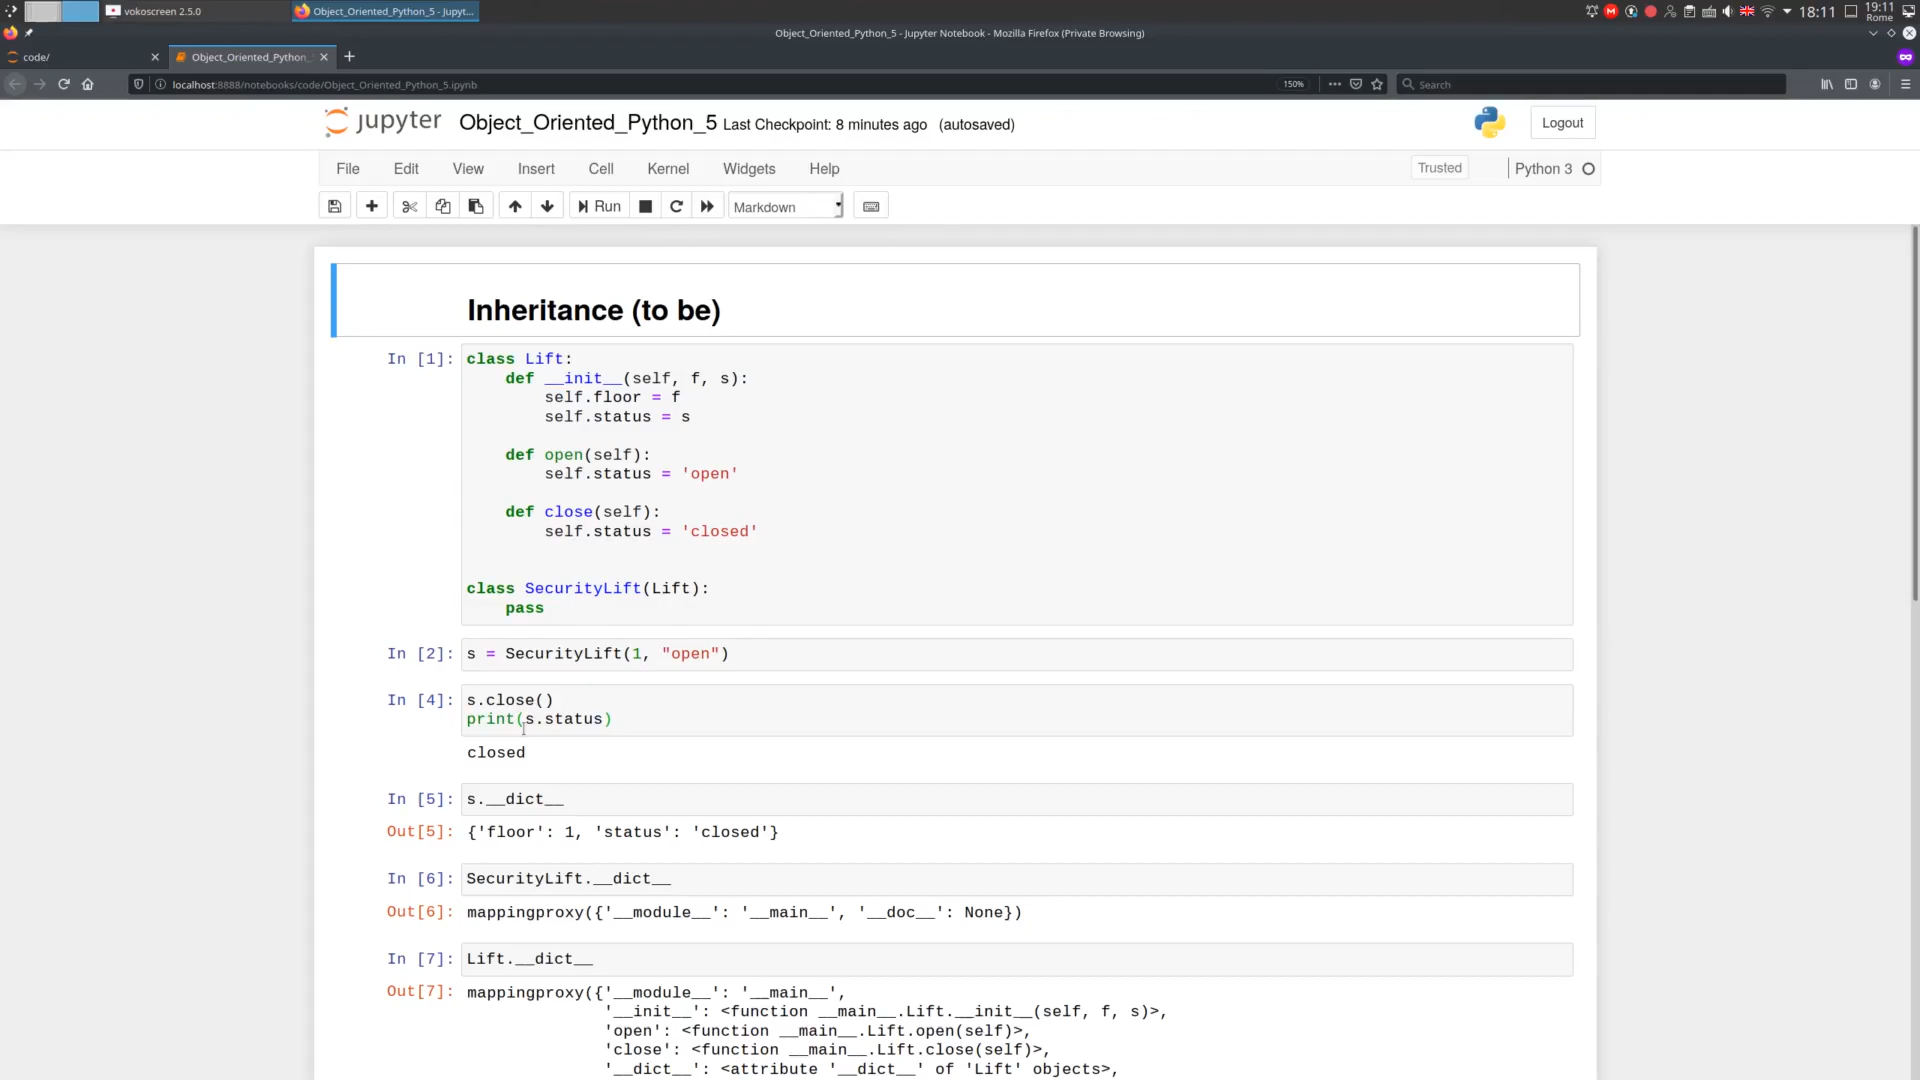 vokoscreen 2.5.0
Object_Oriented_Python_5 - Jupyt...
18:11
19:11
Rome
Object_Oriented_Python_5 - Jupyter Notebook - Mozilla Firefox (Private Browsing)
code/
Object_Oriented_Python_
localhost:8888/notebooks/code/Object_Oriented_Python_5.ipynb
150%
Search
jupyter
Object_Oriented_Python_5 Last Checkpoint: 8 minutes ago (autosaved)
Logout
File Edit View Insert Cell Kernel Widgets Help
Trusted
Python 3
Run
Markdown
Inheritance (to be)
In [1]: class Lift:
def __init__(self, f, s):
self.floor = f
self.status = s
def open(self):
self.status = 'open'
def close(self):
self.status = 'closed'
class SecurityLift(Lift):
pass
In [2]: s = SecurityLift(1, "open")
In [4]: s.close()
print(s.status)
closed
In [5]: s.__dict__
Out[5]: {'floor': 1, 'status': 'closed'}
In [6]: SecurityLift.__dict__
Out[6]: mappingproxy({'__module__': '__main__', '__doc__': None})
In [7]: Lift.__dict__
Out[7]: mappingproxy({'__module__': '__main__',
'__init__': <function __main__.Lift.__init__(self, f, s)>,
'open': <function __main__.Lift.open(self)>,
'close': <function __main__.Lift.close(self)>,
'__dict__': <attribute '__dict__' of 'Lift' objects>,